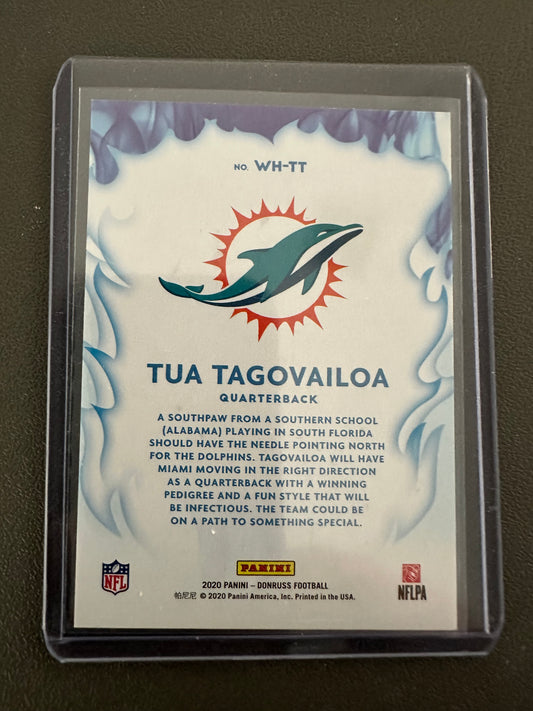 NO. WH-TT
TUA TAGOVAILOA
QUARTERBACK
A SOUTHPAW FROM A SOUTHERN SCHOOL
(ALABAMA) PLAYING IN SOUTH FLORIDA
SHOULD HAVE THE NEEDLE POINTING NORTH
FOR THE DOLPHINS. TAGOVAILOA WILL HAVE
MIAMI MOVING IN THE RIGHT DIRECTION
AS A QUARTERBACK WITH A WINNING
PEDIGREE AND A FUN STYLE THAT WILL
BE INFECTIOUS. THE TEAM COULD BE
ON A PATH TO SOMETHING SPECIAL.
PANINI
NFL
2020 PANINI – DONRUSS FOOTBALL
帕尼尼 © 2020 Panini America, Inc. Printed in the USA.
NFLPA